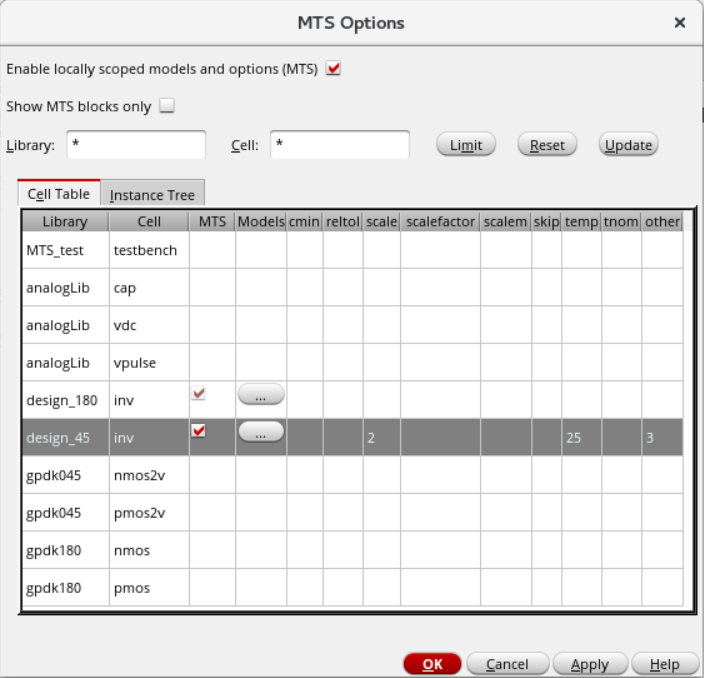 MTS Options
Enable locally scoped models and options (MTS)
Show MTS blocks only
Library: * Cell: * Limit Reset Update
Cell Table Instance Tree
Library Cell MTS Models cmin reltol scale scalefactor scalem skip temp tnom other
MTS_test testbench
analogLib cap
analogLib vdc
analogLib vpulse
design_180 inv ...
design_45 inv ... 2 25 3
gpdk045 nmos2v
gpdk045 pmos2v
gpdk180 nmos
gpdk180 pmos
OK Cancel Apply Help